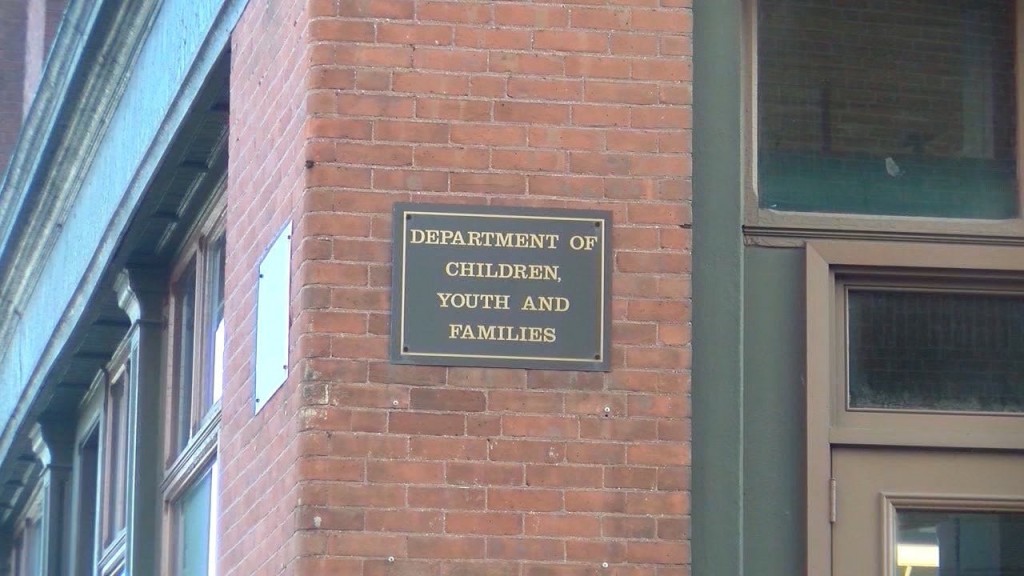 DEPARTMENT OF
CHILDREN,
YOUTH AND
FAMILIES